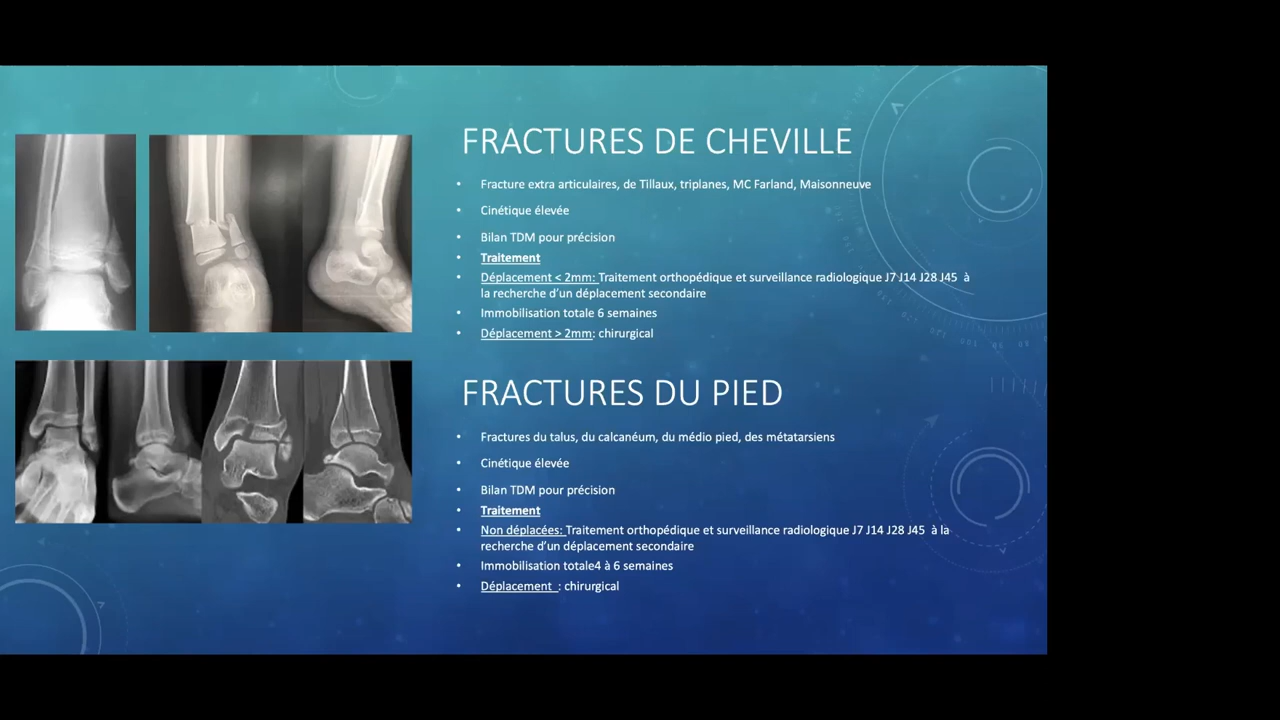 FRACTURES DE CHEVILLE
• Fracture extra articulaires, de Tillaux, triplanes, MC Farland, Maisonneuve
• Cinétique élevée
• Bilan TDM pour précision
• Traitement
• Déplacement < 2mm: Traitement orthopédique et surveillance radiologique J7 J14 J28 J45 à
la recherche d'un déplacement secondaire
• Immobilisation totale 6 semaines
• Déplacement > 2mm: chirurgical
FRACTURES DU PIED
• Fractures du talus, du calcanéum, du médio pied, des métatarsiens
• Cinétique élevée
• Bilan TDM pour précision
• Traitement
• Non déplacées: Traitement orthopédique et surveillance radiologique J7 J14 J28 J45 à la
recherche d'un déplacement secondaire
• Immobilisation totale4 à 6 semaines
• Déplacement : chirurgical